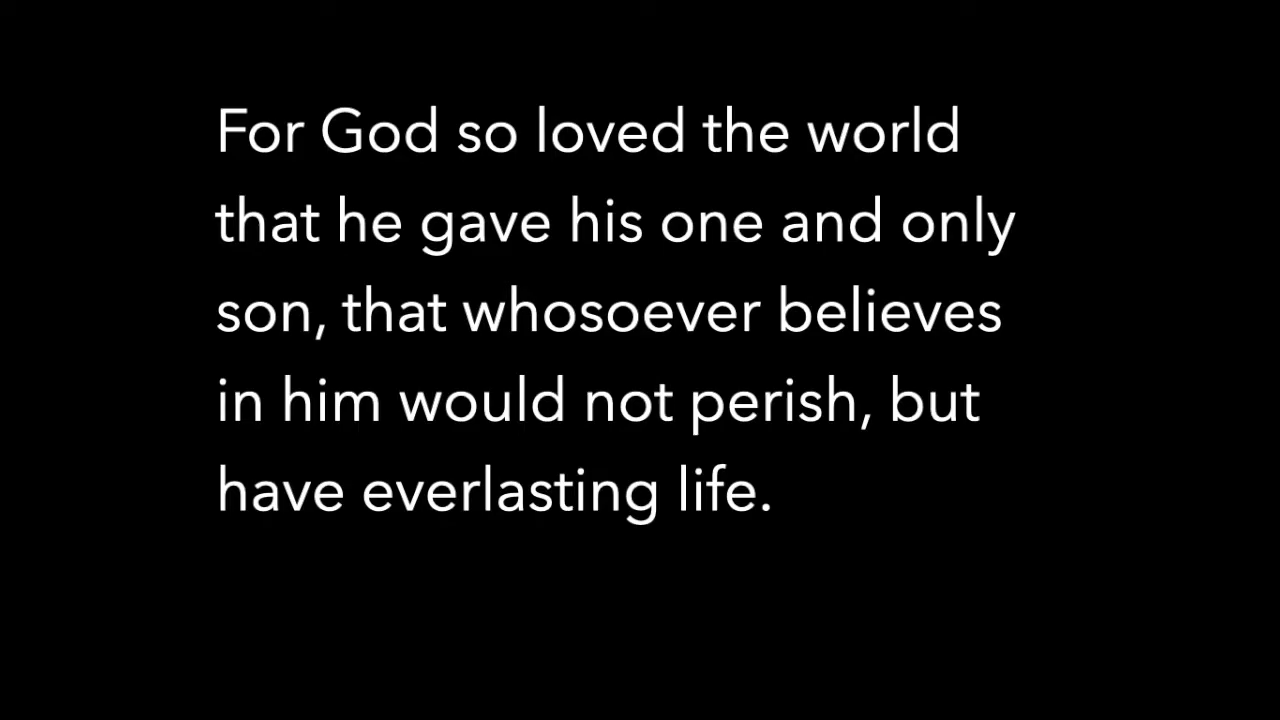 For God so loved the world
that he gave his one and only
son, that whosoever believes
in him would not perish, but
have everlasting life.